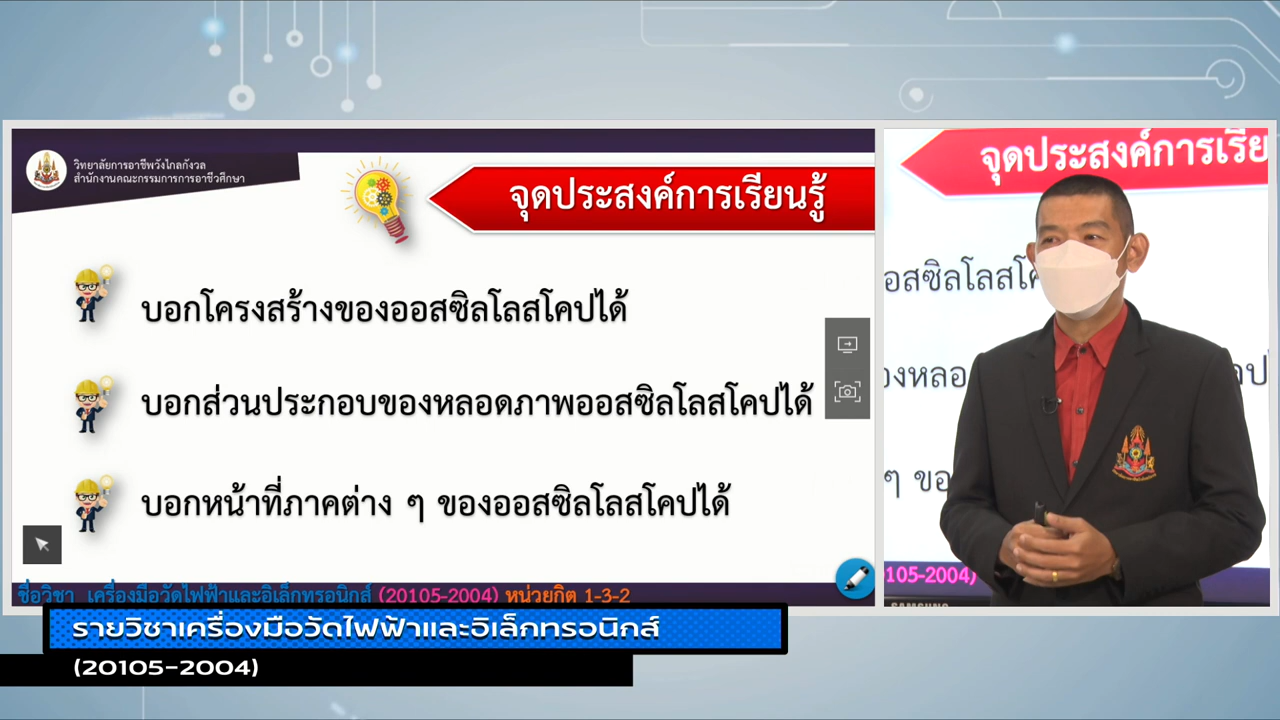 วิทยาลัยการอาชีพวังไกลกังวล
สำนักงานคณะกรรมการการอาชีวศึกษา
จุดประสงค์การเรียนรู้
บอกโครงสร้างของออสซิลโลสโคปได้
บอกส่วนประกอบของหลอดภาพออสซิลโลสโคปได้
บอกหน้าที่ภาคต่าง ๆ ของออสซิลโลสโคปได้
ชื่อวิชา เครื่องมือวัดไฟฟ้าและอิเล็กทรอนิกส์ (20105-2004) หน่วยกิต 1-3-2
จุดประสงค์การเรีย
อสซิลโลสโ
องหลอ
อป
ๆ ขอ
105-2004)
SAMSUNG
รายวิชาเครื่องมือวัดไฟฟ้าและอิเล็กทรอนิกส์
(20105-2004)